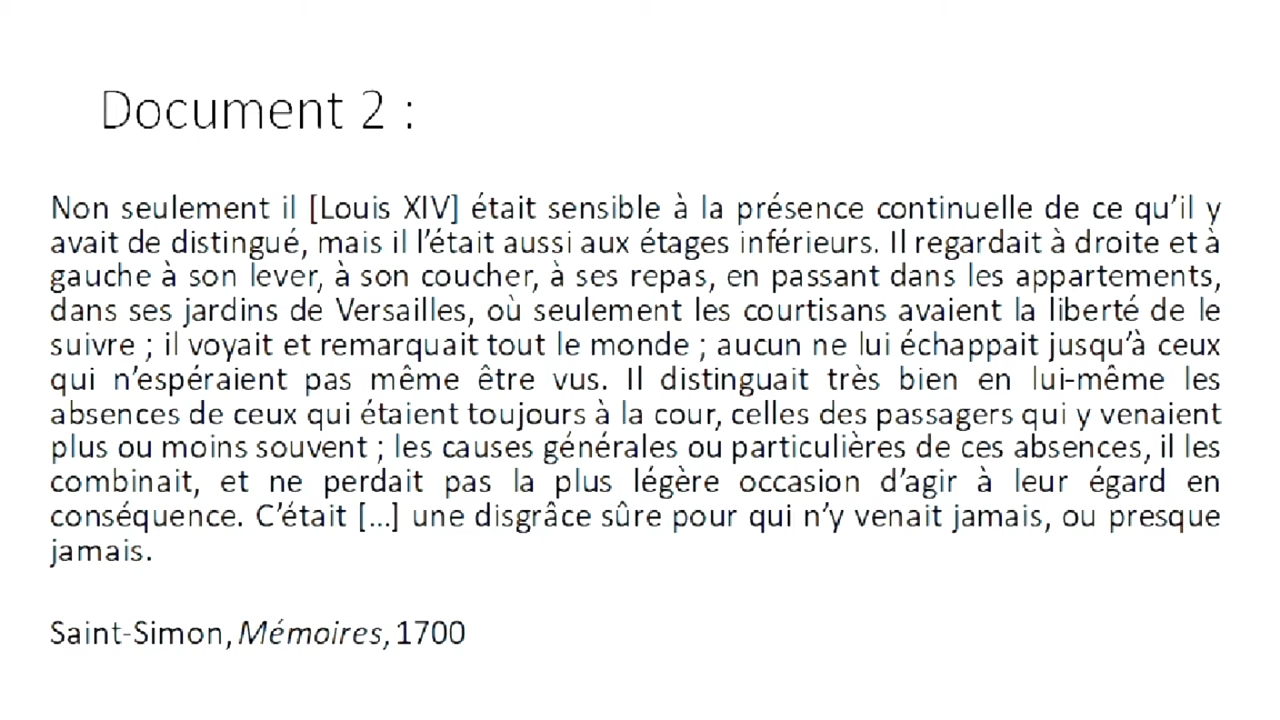 Document 2 :
Non seulement il [Louis XIV] était sensible à la présence continuelle de ce qu’il y
avait de distingué, mais il l’était aussi aux étages inférieurs. Il regardait à droite et à
gauche à son lever, à son coucher, à ses repas, en passant dans les appartements,
dans ses jardins de Versailles, où seulement les courtisans avaient la liberté de le
suivre ; il voyait et remarquait tout le monde ; aucun ne lui échappait jusqu’à ceux
qui n’espéraient pas même être vus. Il distinguait très bien en lui-même les
absences de ceux qui étaient toujours à la cour, celles des passagers qui y venaient
plus ou moins souvent ; les causes générales ou particulières de ces absences, il les
combinait, et ne perdait pas la plus légère occasion d’agir à leur égard en
conséquence. C’était [...] une disgrâce sûre pour qui n’y venait jamais, ou presque
jamais.
Saint-Simon, Mémoires, 1700